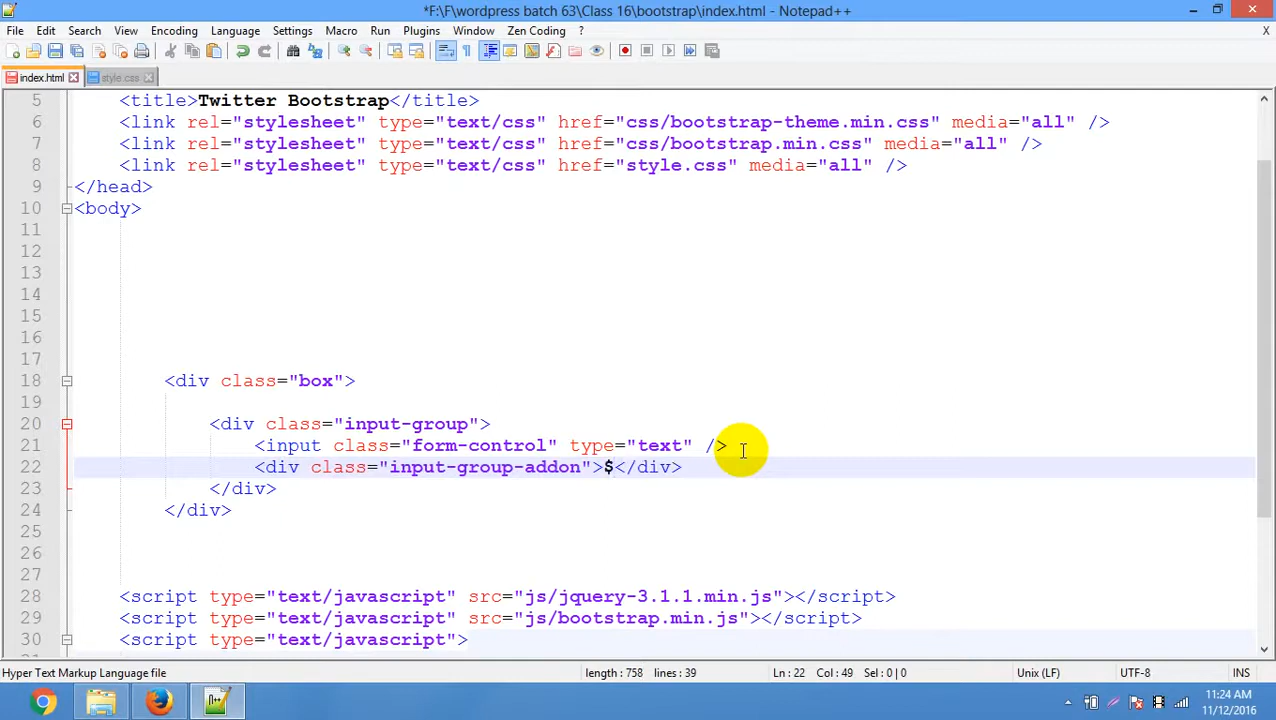 *F:\F\wordpress batch 63\Class 16\bootstrap\index.html - Notepad++
File Edit Search View Encoding Language Settings Macro Run Plugins Window Zen Coding ? X
index.html style.css
5 <title>Twitter Bootstrap</title>
6 <link rel="stylesheet" type="text/css" href="css/bootstrap-theme.min.css" media="all" />
7 <link rel="stylesheet" type="text/css" href="css/bootstrap.min.css" media="all" />
8 <link rel="stylesheet" type="text/css" href="style.css" media="all" />
9 </head>
10 <body>
11
12
13
14
15
16
17
18 <div class="box">
19
20 <div class="input-group">
21 <input class="form-control" type="text" />
22 <div class="input-group-addon">$</div>
23 </div>
24 </div>
25
26
27
28 <script type="text/javascript" src="js/jquery-3.1.1.min.js"></script>
29 <script type="text/javascript" src="js/bootstrap.min.js"></script>
30 <script type="text/javascript">
Hyper Text Markup Language file length : 758 lines : 39 Ln : 22 Col : 49 Sel : 0 | 0 Unix (LF) UTF-8 INS
11:24 AM
11/12/2016